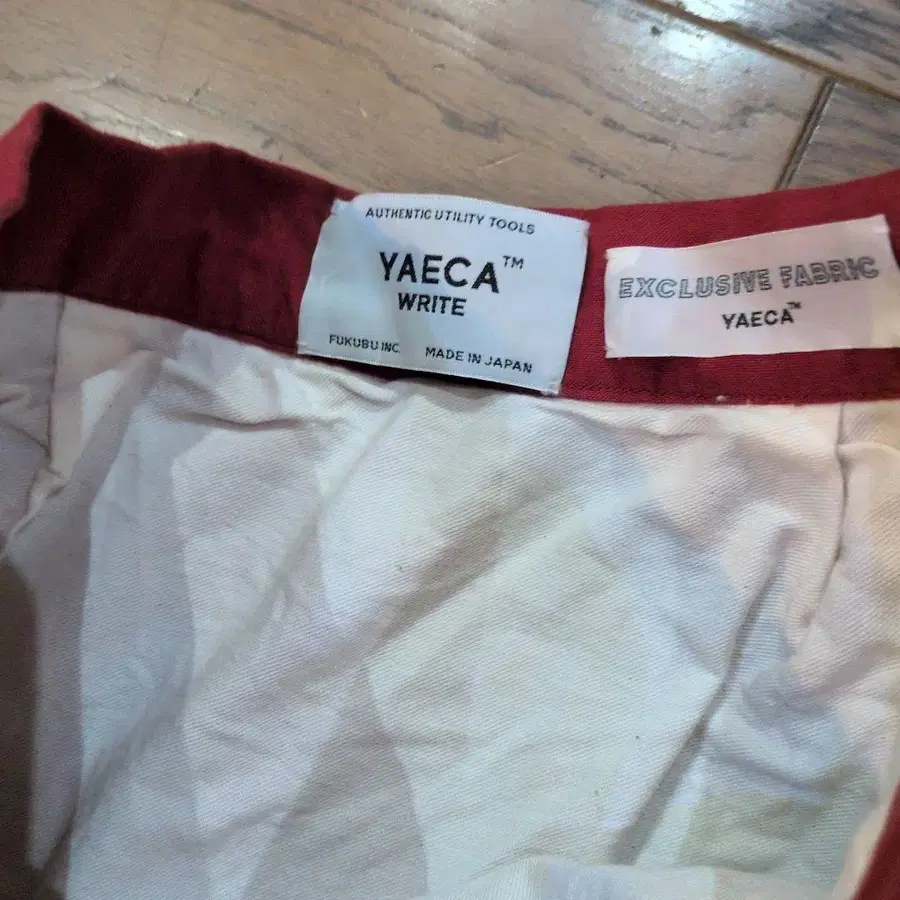 AUTHENTIC UTILITY TOOLS
YAECA™
WRITE
FUKUBU INC. MADE IN JAPAN
EXCLUSIVE FABRIC
YAECA™